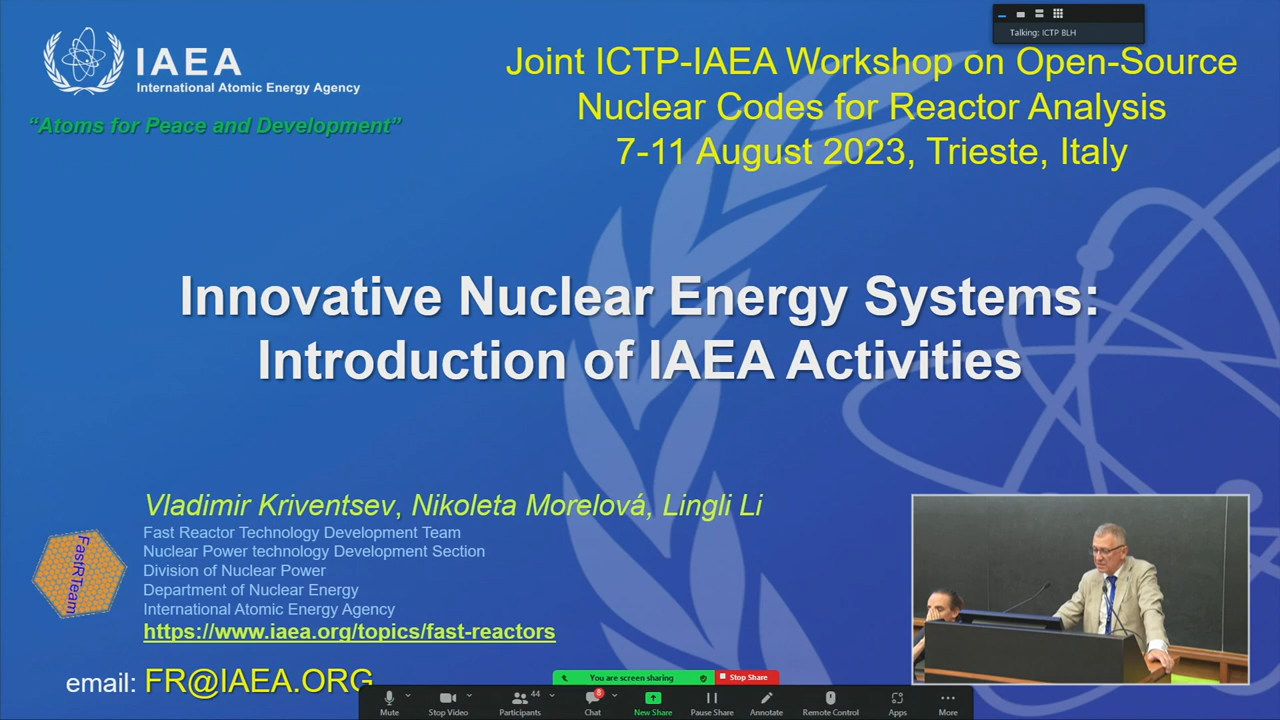 Talking: ICTP BLH
IAEA
International Atomic Energy Agency
“Atoms for Peace and Development”
Joint ICTP-IAEA Workshop on Open-Source
Nuclear Codes for Reactor Analysis
7-11 August 2023, Trieste, Italy
Innovative Nuclear Energy Systems:
Introduction of IAEA Activities
Vladimir Kriventsev, Nikoleta Morelová, Lingli Li
Fast Reactor Technology Development Team
Nuclear Power technology Development Section
Division of Nuclear Power
Department of Nuclear Energy
International Atomic Energy Agency
https://www.iaea.org/topics/fast-reactors
FastRTeam
email: FR@IAEA.ORG
You are screen sharing
Stop Share
44
8
Mute
Stop Video
Participants
Chat
New Share
Pause Share
Annotate
Remote Control
Apps
More